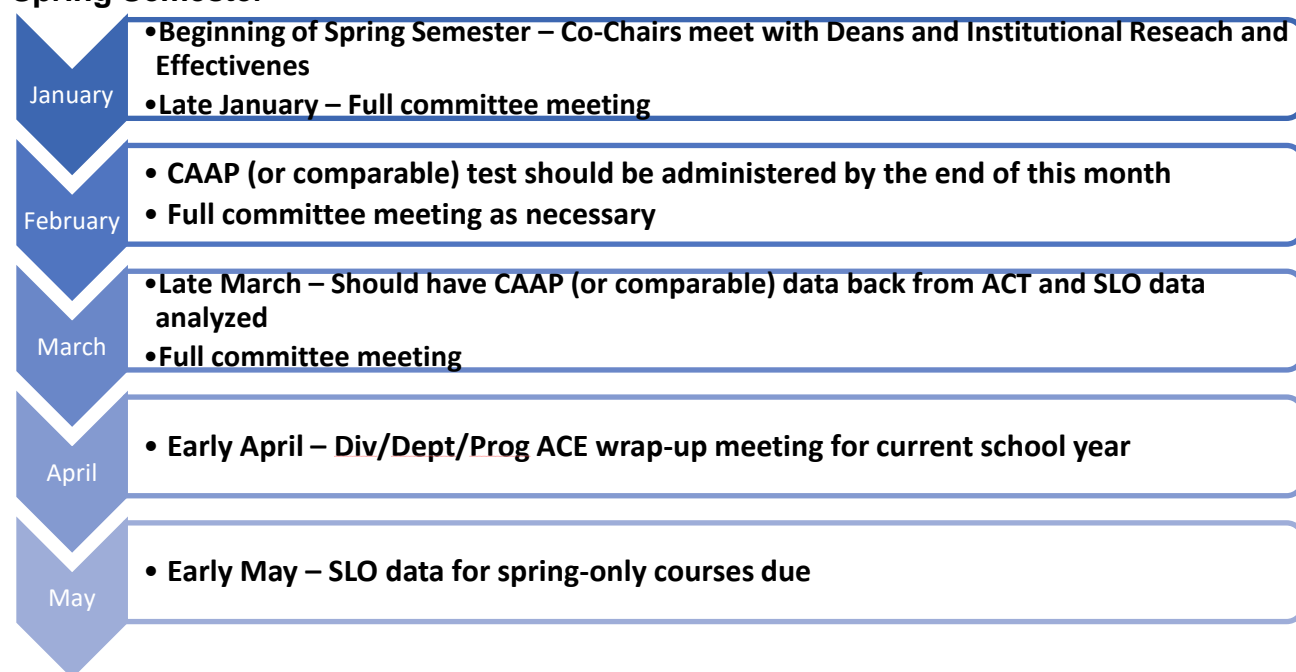 Spring Semester
•Beginning of Spring Semester – Co-Chairs meet with Deans and Institutional Reseach and
Effectivenes
January
•Late January – Full committee meeting
• CAAP (or comparable) test should be administered by the end of this month
February
• Full committee meeting as necessary
•Late March – Should have CAAP (or comparable) data back from ACT and SLO data
analyzed
March
•Full committee meeting
• Early April – Div/Dept/Prog ACE wrap-up meeting for current school year
April
• Early May – SLO data for spring-only courses due
May